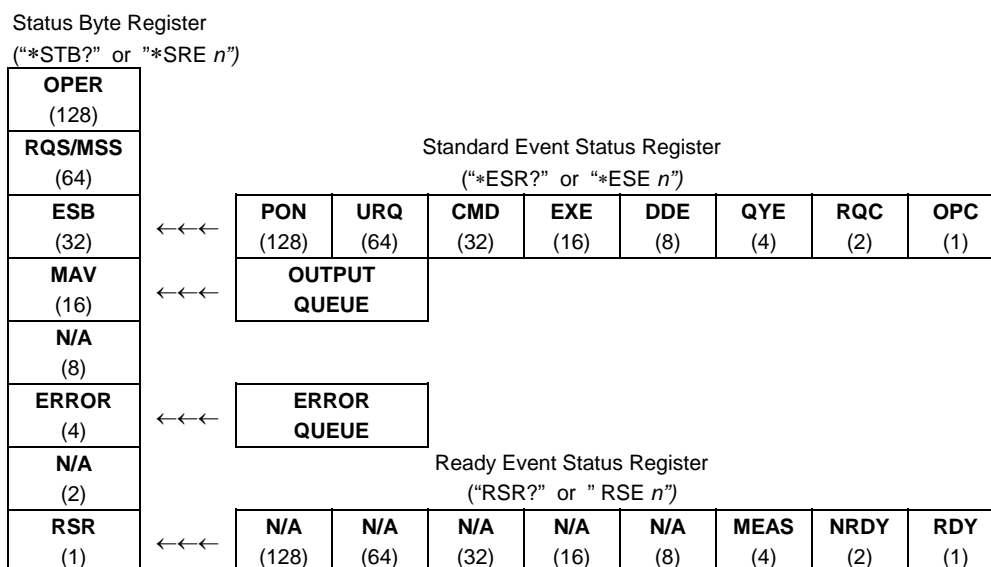 Status Byte Register
(“∗STB?” or ”∗SRE n”)
OPER
(128)
RQS/MSS
(64)
Standard Event Status Register
(“∗ESR?” or “∗ESE n”)
ESB
(32)
←←←
PON URQ CMD EXE DDE QYE RQC OPC
(128) (64) (32) (16) (8) (4) (2) (1)
MAV
(16)
←←←
OUTPUT
QUEUE
N/A
(8)
ERROR
(4)
←←←
ERROR
QUEUE
N/A
(2)
Ready Event Status Register
(“RSR?” or ” RSE n”)
RSR
(1)
←←←
N/A N/A N/A N/A N/A MEAS NRDY RDY
(128) (64) (32) (16) (8) (4) (2) (1)